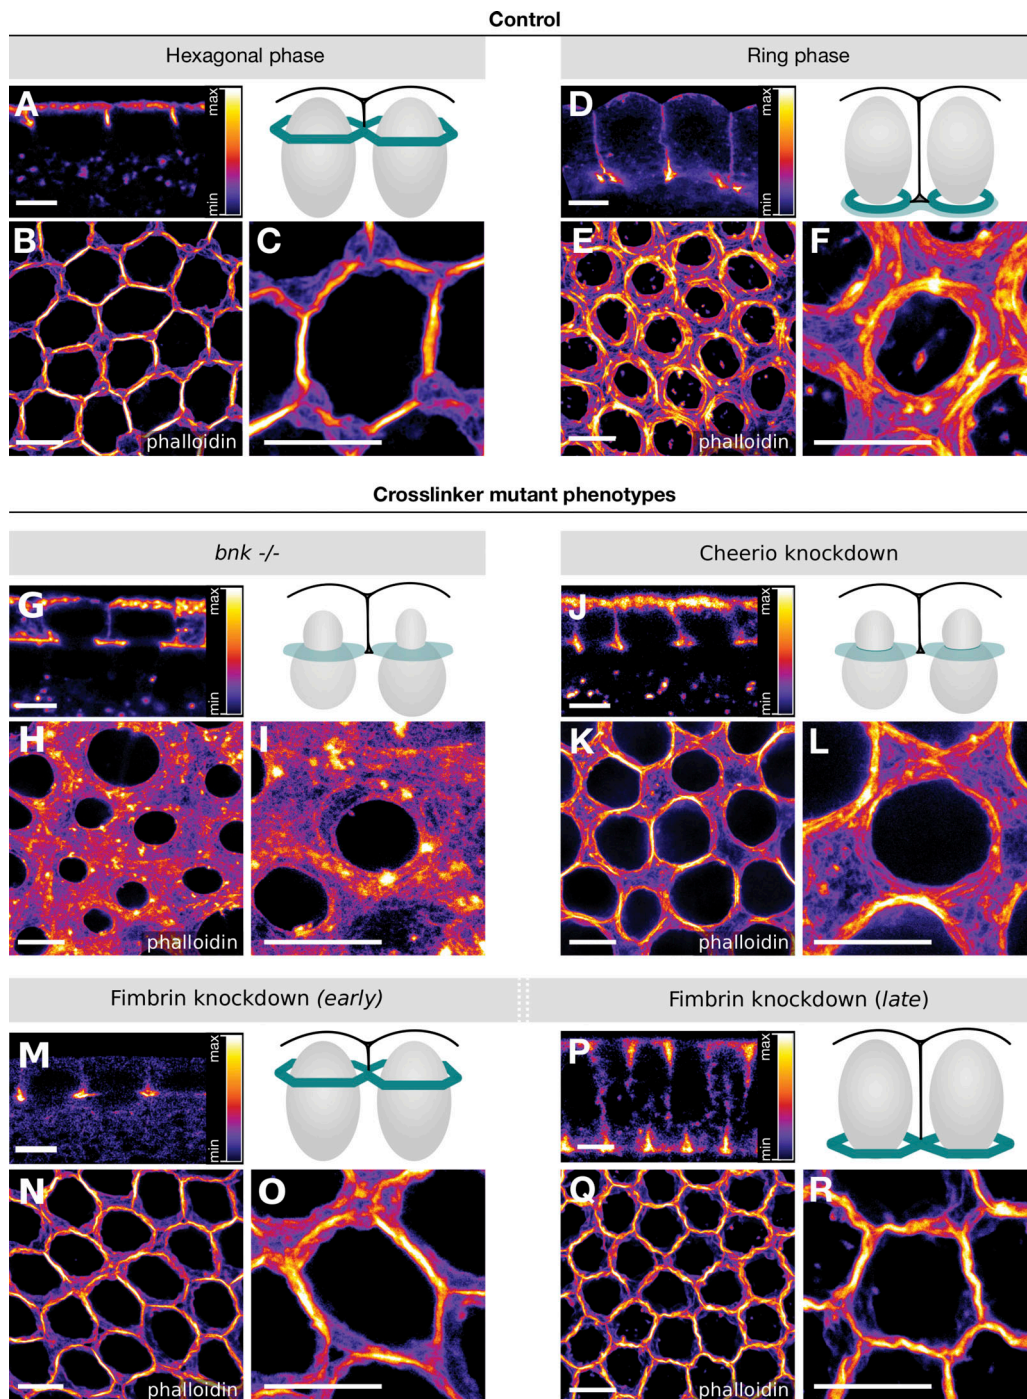 Control
Hexagonal phase
Ring phase
A
max
min
D
max
min
B
phalloidin
C
E
phalloidin
F
Crosslinker mutant phenotypes
bnk -/-
Cheerio knockdown
G
max
min
J
max
min
H
phalloidin
I
K
phalloidin
L
Fimbrin knockdown (early)
Fimbrin knockdown (late)
M
max
min
P
max
min
N
phalloidin
O
Q
phalloidin
R